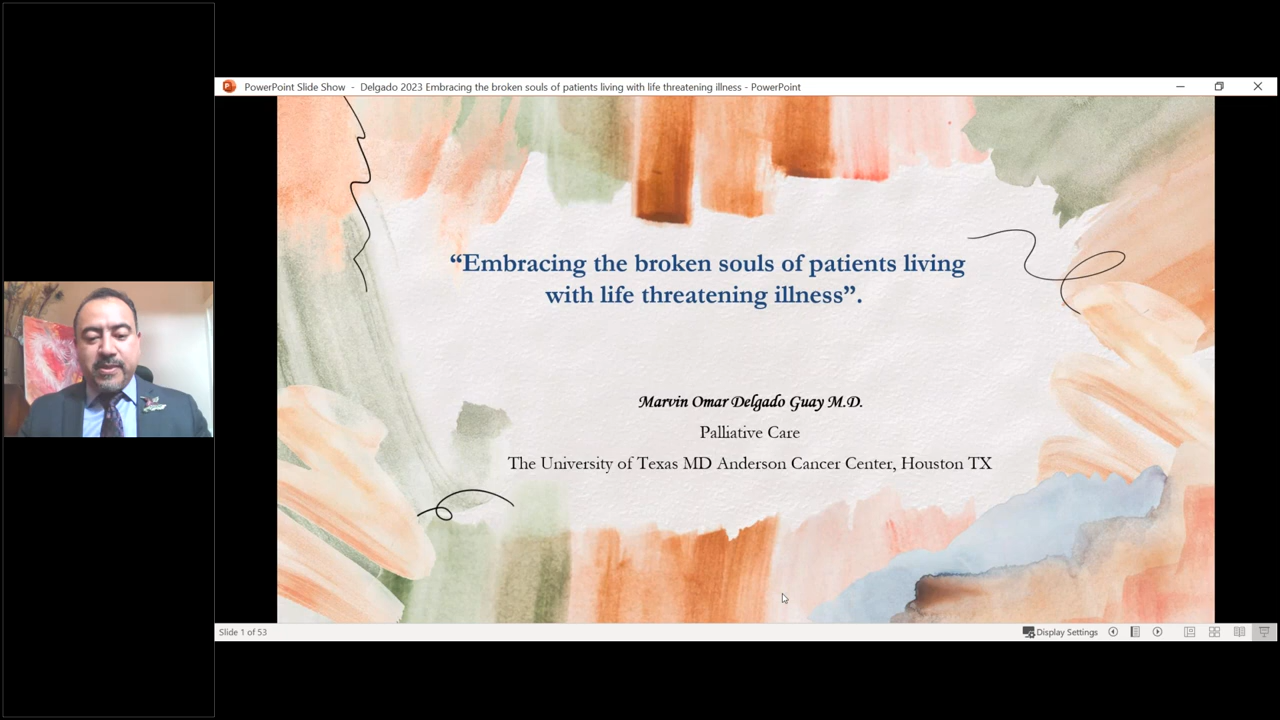 PowerPoint Slide Show - Delgado 2023 Embracing the broken souls of patients living with life threatening illness - PowerPoint
“Embracing the broken souls of patients living
with life threatening illness”.
Marvin Omar Delgado Guay M.D.
Palliative Care
The University of Texas MD Anderson Cancer Center, Houston TX
Slide 1 of 53
Display Settings